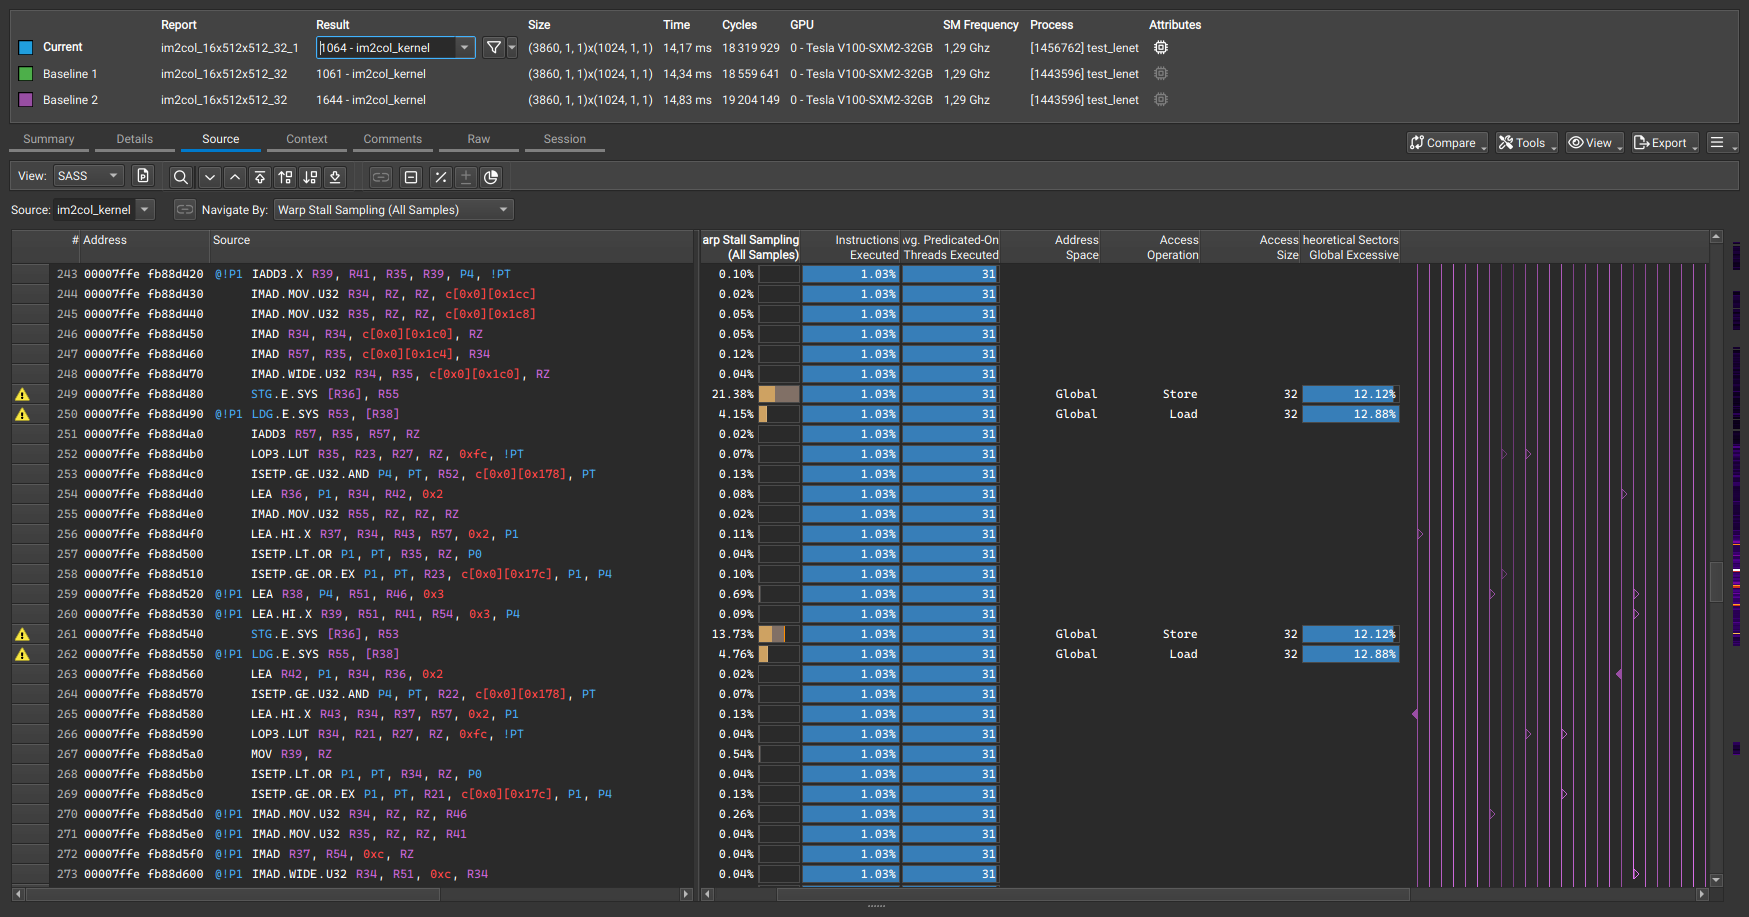 Report Result Size Time Cycles GPU SM Frequency Process Attributes
Current im2col_16x512x512_32_1 1064 - im2col_kernel (3860, 1, 1)x(1024, 1, 1) 14,17 ms 18 319 929 0 - Tesla V100-SXM2-32GB 1,29 Ghz [1456762] test_lenet
Baseline 1 im2col_16x512x512_32 1061 - im2col_kernel (3860, 1, 1)x(1024, 1, 1) 14,34 ms 18 559 641 0 - Tesla V100-SXM2-32GB 1,29 Ghz [1443596] test_lenet
Baseline 2 im2col_16x512x512_32 1644 - im2col_kernel (3860, 1, 1)x(1024, 1, 1) 14,83 ms 19 204 149 0 - Tesla V100-SXM2-32GB 1,29 Ghz [1443596] test_lenet
Summary Details Source Context Comments Raw Session Compare Tools View Export
View: SASS
Source: im2col_kernel Navigate By: Warp Stall Sampling (All Samples)
# Address Source arp Stall Sampling Instructions Avg. Predicated-On Address Access Access heoretical Sectors
(All Samples) Executed Threads Executed Space Operation Size Global Excessive
243 00007ffe fb88d420 @!P1 IADD3.X R39, R41, R35, R39, P4, !PT 0.10% 1.03% 31
244 00007ffe fb88d430 IMAD.MOV.U32 R34, RZ, RZ, c[0x0][0x1cc] 0.02% 1.03% 31
245 00007ffe fb88d440 IMAD.MOV.U32 R35, RZ, RZ, c[0x0][0x1c8] 0.05% 1.03% 31
246 00007ffe fb88d450 IMAD R34, R34, c[0x0][0x1c0], RZ 0.05% 1.03% 31
247 00007ffe fb88d460 IMAD R57, R35, c[0x0][0x1c4], R34 0.12% 1.03% 31
248 00007ffe fb88d470 IMAD.WIDE.U32 R34, R35, c[0x0][0x1c0], RZ 0.04% 1.03% 31
249 00007ffe fb88d480 STG.E.SYS [R36], R55 21.38% 1.03% 31 Global Store 32 12.12%
250 00007ffe fb88d490 @!P1 LDG.E.SYS R53, [R38] 4.15% 1.03% 31 Global Load 32 12.88%
251 00007ffe fb88d4a0 IADD3 R57, R35, R57, RZ 0.02% 1.03% 31
252 00007ffe fb88d4b0 LOP3.LUT R35, R23, R27, RZ, 0xfc, !PT 0.07% 1.03% 31
253 00007ffe fb88d4c0 ISETP.GE.U32.AND P4, PT, R52, c[0x0][0x178], PT 0.13% 1.03% 31
254 00007ffe fb88d4d0 LEA R36, P1, R34, R42, 0x2 0.08% 1.03% 31
255 00007ffe fb88d4e0 IMAD.MOV.U32 R55, RZ, RZ, RZ 0.02% 1.03% 31
256 00007ffe fb88d4f0 LEA.HI.X R37, R34, R43, R57, 0x2, P1 0.11% 1.03% 31
257 00007ffe fb88d500 ISETP.LT.OR P1, PT, R35, RZ, P0 0.04% 1.03% 31
258 00007ffe fb88d510 ISETP.GE.OR.EX P1, PT, R23, c[0x0][0x17c], P1, P4 0.10% 1.03% 31
259 00007ffe fb88d520 @!P1 LEA R38, P4, R51, R46, 0x3 0.69% 1.03% 31
260 00007ffe fb88d530 @!P1 LEA.HI.X R39, R51, R41, R54, 0x3, P4 0.09% 1.03% 31
261 00007ffe fb88d540 STG.E.SYS [R36], R53 13.73% 1.03% 31 Global Store 32 12.12%
262 00007ffe fb88d550 @!P1 LDG.E.SYS R55, [R38] 4.76% 1.03% 31 Global Load 32 12.88%
263 00007ffe fb88d560 LEA R42, P1, R34, R36, 0x2 0.02% 1.03% 31
264 00007ffe fb88d570 ISETP.GE.U32.AND P4, PT, R22, c[0x0][0x178], PT 0.07% 1.03% 31
265 00007ffe fb88d580 LEA.HI.X R43, R34, R37, R57, 0x2, P1 0.13% 1.03% 31
266 00007ffe fb88d590 LOP3.LUT R34, R21, R27, RZ, 0xfc, !PT 0.04% 1.03% 31
267 00007ffe fb88d5a0 MOV R39, RZ 0.54% 1.03% 31
268 00007ffe fb88d5b0 ISETP.LT.OR P1, PT, R34, RZ, P0 0.04% 1.03% 31
269 00007ffe fb88d5c0 ISETP.GE.OR.EX P1, PT, R21, c[0x0][0x17c], P1, P4 0.13% 1.03% 31
270 00007ffe fb88d5d0 @!P1 IMAD.MOV.U32 R34, RZ, RZ, R46 0.26% 1.03% 31
271 00007ffe fb88d5e0 @!P1 IMAD.MOV.U32 R35, RZ, RZ, R41 0.04% 1.03% 31
272 00007ffe fb88d5f0 @!P1 IMAD R37, R54, 0xc, RZ 0.04% 1.03% 31
273 00007ffe fb88d600 @!P1 IMAD.WIDE.U32 R34, R51, 0xc, R34 0.04% 1.03% 31